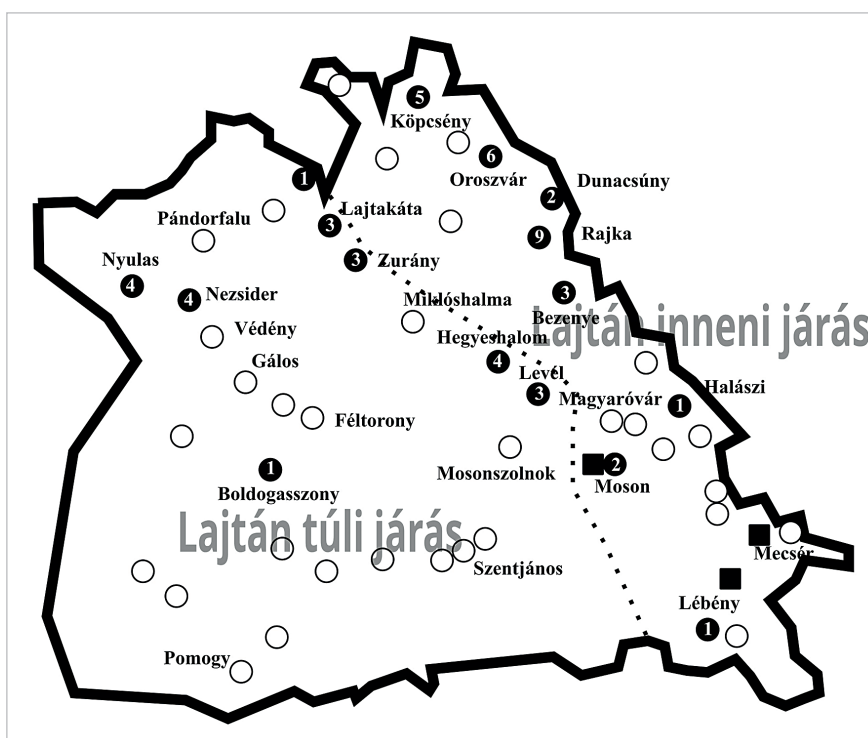 5
Köpcsény
6
Oroszvár
1
2
Dunacsúny
Lajtakáta
3
Pándorfalu
9
Rajka
Nyulas
3
Zurány
4
4
Nezsider
3
Miklóshalma
Bezenye
Lajtán inneni járás
Védény
Hegyeshalom
Gálos
4
Levél
3
Magyaróvár
Halászi
1
Féltorony
1
Mosonszolnok
2
Boldogasszony
Moson
Lajtán túli járás
Mecsér
Szentjános
Lébény
1
Pomogy